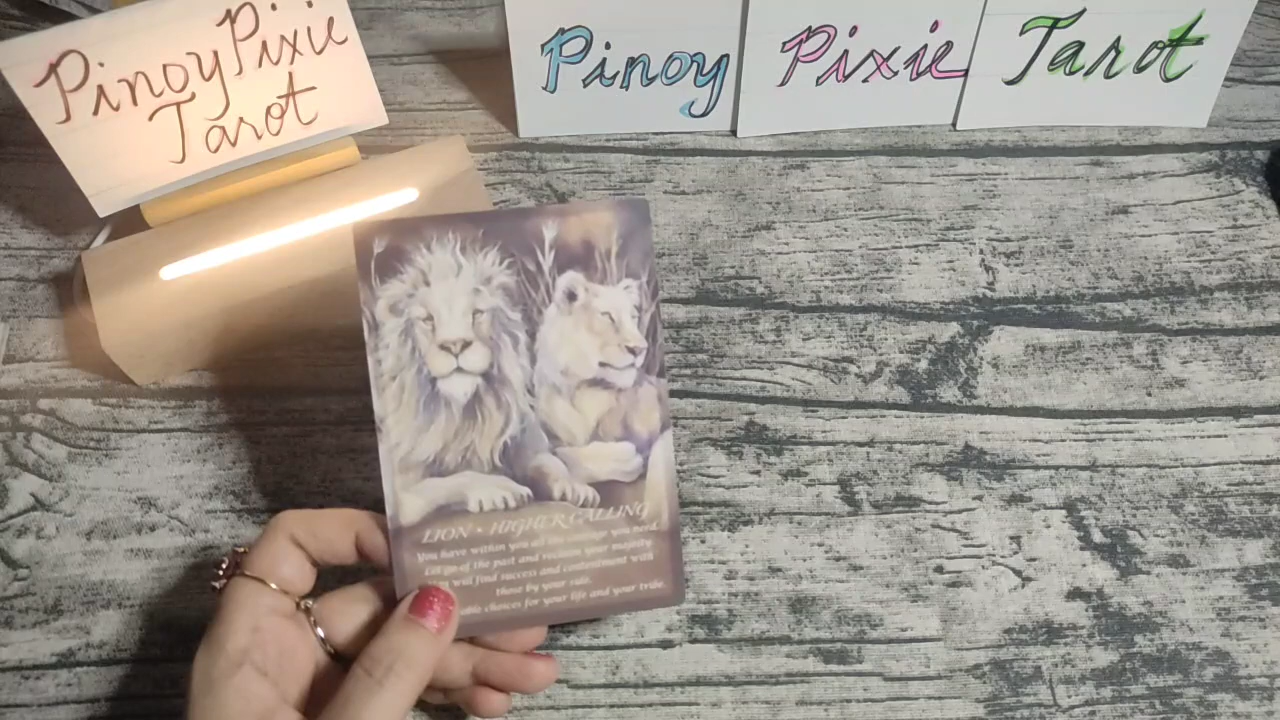 Pinoy Pixie
Tarot
Pinoy Pixie Tarot
LION • HIGHER CALLING
You have within you all the courage you need.
Let go of the past and reclaim your majesty.
will find success and contentment with
those by your side.
choices for your life and your tribe.